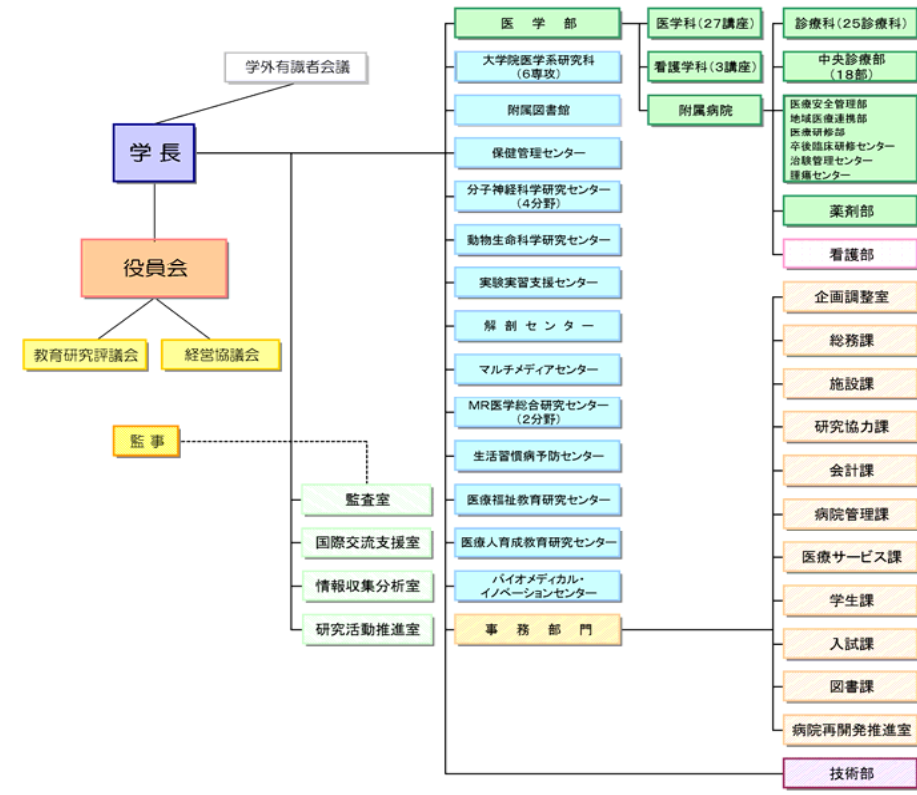 学外有識者会議
学長
役員会
教育研究評議会
経営協議会
監事
監査室
国際交流支援室
情報収集分析室
研究活動推進室
医学部
大学院医学系研究科
(6専攻)
附属図書館
保健管理センター
分子神経科学研究センター
(4分野)
動物生命科学研究センター
実験実習支援センター
解剖センター
マルチメディアセンター
MR医学総合研究センター
(2分野)
生活習慣病予防センター
医療福祉教育研究センター
医療人育成教育研究センター
バイオメディカル・
イノベーションセンター
事務部門
医学科(27講座)
看護学科(3講座)
附属病院
診療科(25診療科)
中央診療部
(18部)
医療安全管理部
地域医療連携部
医療研修部
卒後臨床研修センター
治験管理センター
腫瘍センター
薬剤部
看護部
企画調整室
総務課
施設課
研究協力課
会計課
病院管理課
医療サービス課
学生課
入試課
図書課
病院再開発推進室
技術部